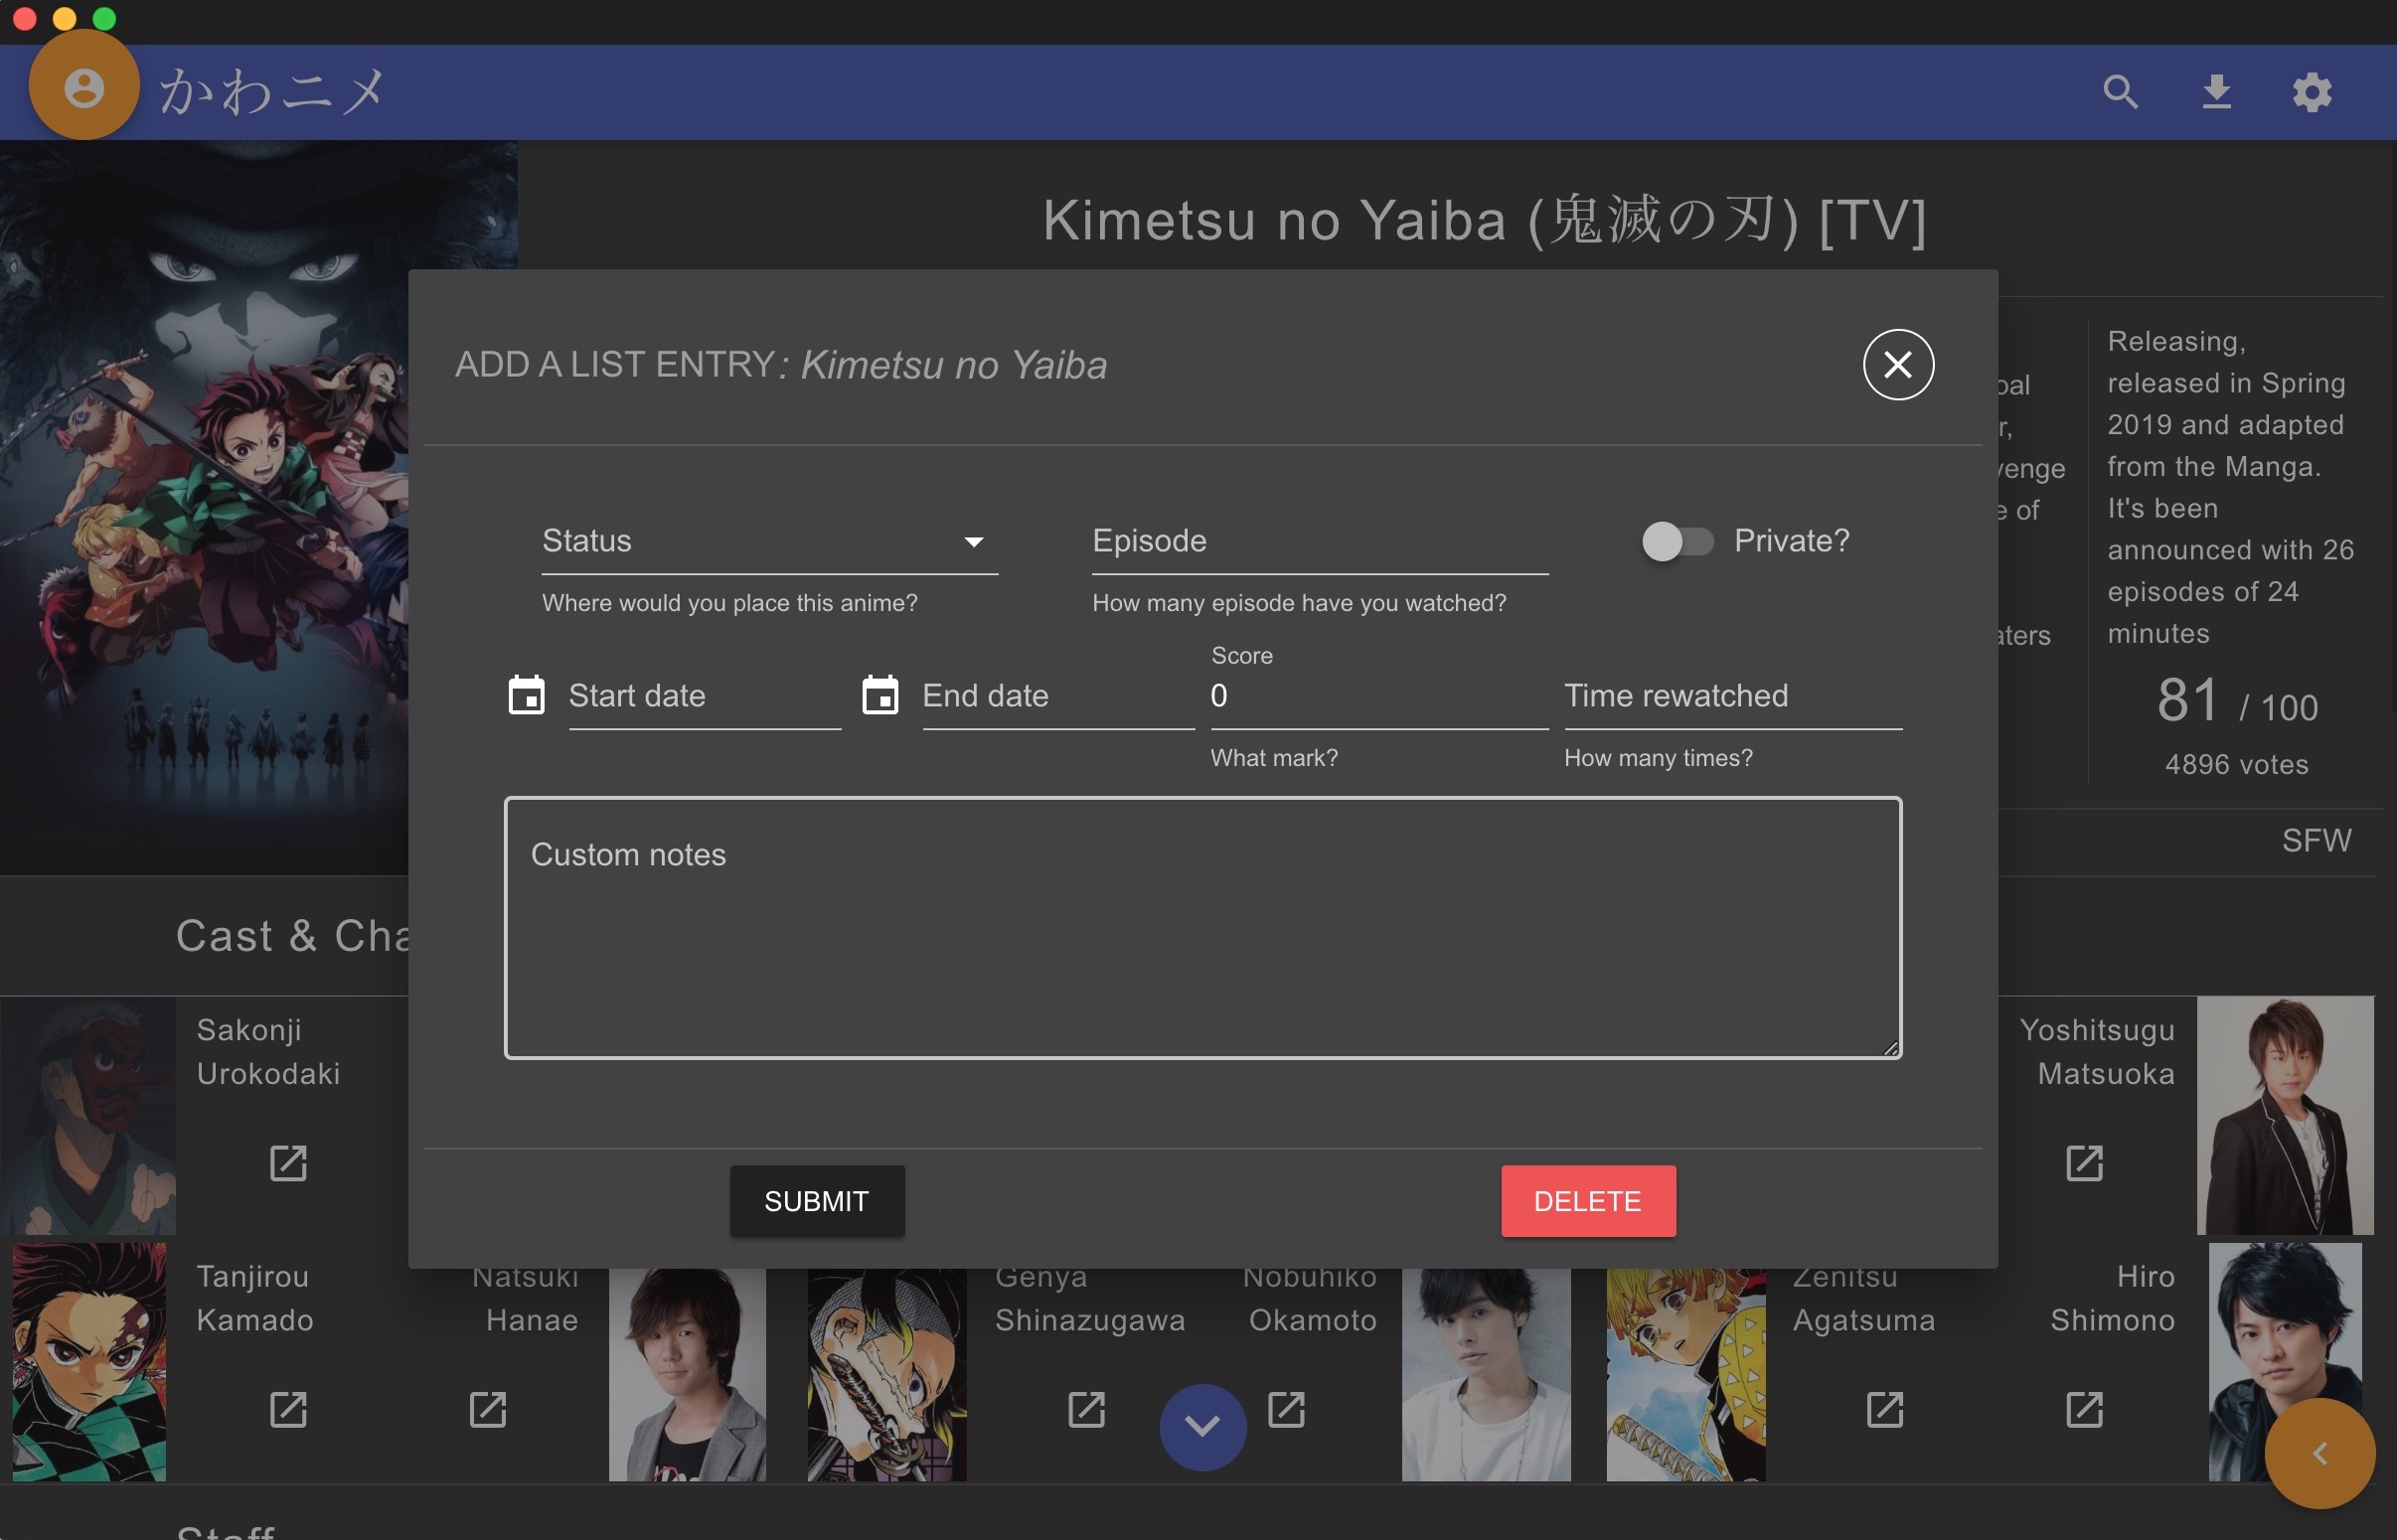 かわニメ
Kimetsu no Yaiba (鬼滅の刃) [TV]
ADD A LIST ENTRY: Kimetsu no Yaiba
Status
Episode
Private?
Where would you place this anime?
How many episode have you watched?
Start date
End date
Score
0
Time rewatched
What mark?
How many times?
Custom notes
SUBMIT
DELETE
Releasing,
released in Spring
2019 and adapted
from the Manga.
It's been
announced with 26
episodes of 24
minutes
81 / 100
4896 votes
SFW
Cast & Cha
Sakonji
Urokodaki
Yoshitsugu
Matsuoka
Tanjirou
Kamado
Natsuki
Hanae
Genya
Shinazugawa
Nobuhiko
Okamoto
Zenitsu
Agatsuma
Hiro
Shimono
Staff